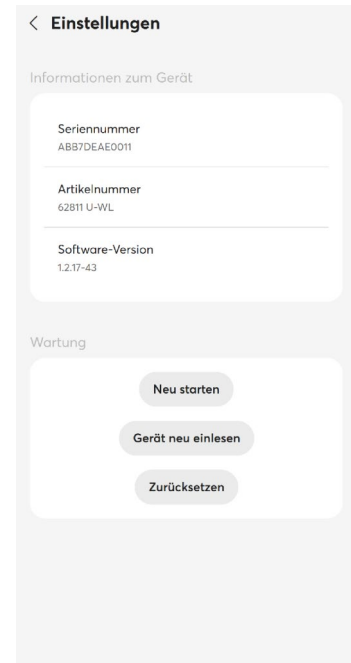 Einstellungen
Informationen zum Gerät
Seriennummer
ABB7DEAE0011
Artikelnummer
62811 U-WL
Software-Version
1.2.17-43
Wartung
Neu starten
Gerät neu einlesen
Zurücksetzen